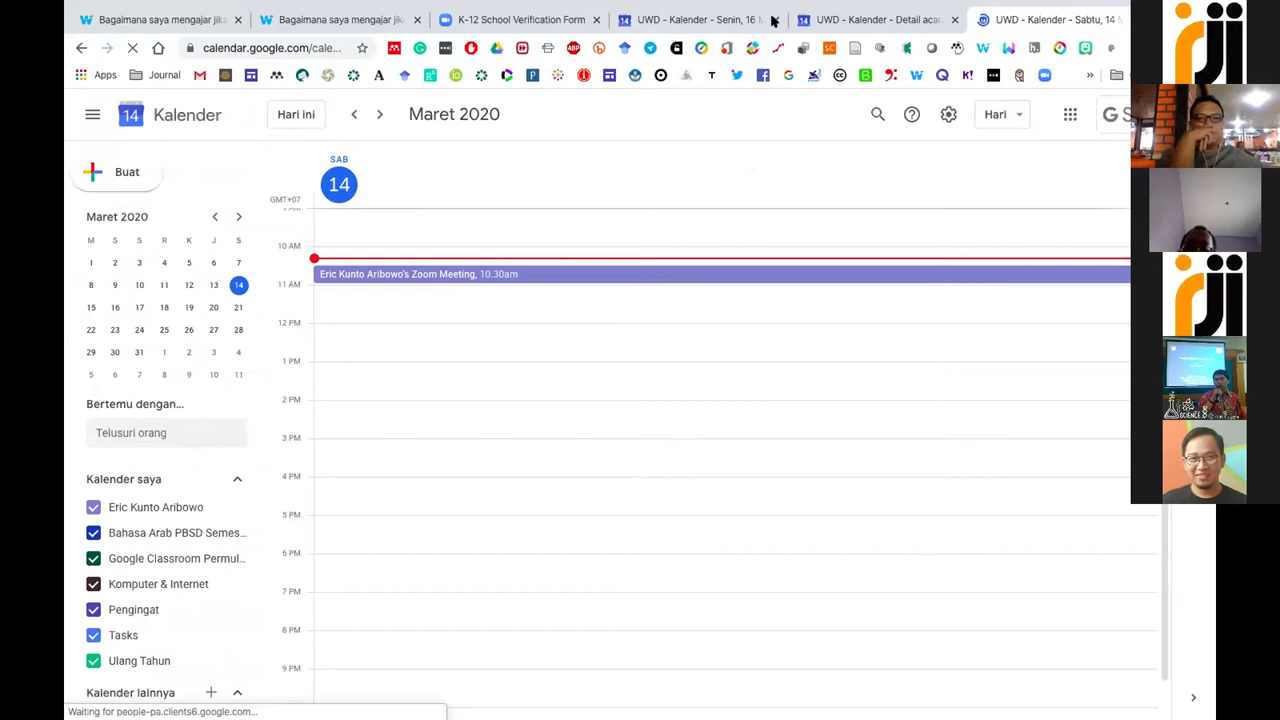 Bagaimana saya mengajar jika
Bagaimana saya mengajar jika
K-12 School Verification Form
UWD - Kalender - Senin, 16 M
UWD - Kalender - Detail acar
UWD - Kalender - Sabtu, 14 M
calendar.google.com/cale...
Apps
Journal
Kalender
Hari ini
Maret 2020
Hari
Buat
SAB
14
GMT+07
Maret 2020
M S S R K J S
1 2 3 4 5 6 7
8 9 10 11 12 13 14
15 16 17 18 19 20 21
22 23 24 25 26 27 28
29 30 31 1 2 3 4
5 6 7 8 9 10 11
10 AM
Eric Kunto Aribowo's Zoom Meeting, 10.30am
11 AM
12 PM
1 PM
2 PM
3 PM
4 PM
5 PM
6 PM
7 PM
8 PM
9 PM
Bertemu dengan...
Telusuri orang
Kalender saya
Eric Kunto Aribowo
Bahasa Arab PBSD Semes...
Google Classroom Permul...
Komputer & Internet
Pengingat
Tasks
Ulang Tahun
Kalender lainnya
Waiting for people-pa.clients6.google.com...
rji
rji
SCIENCE